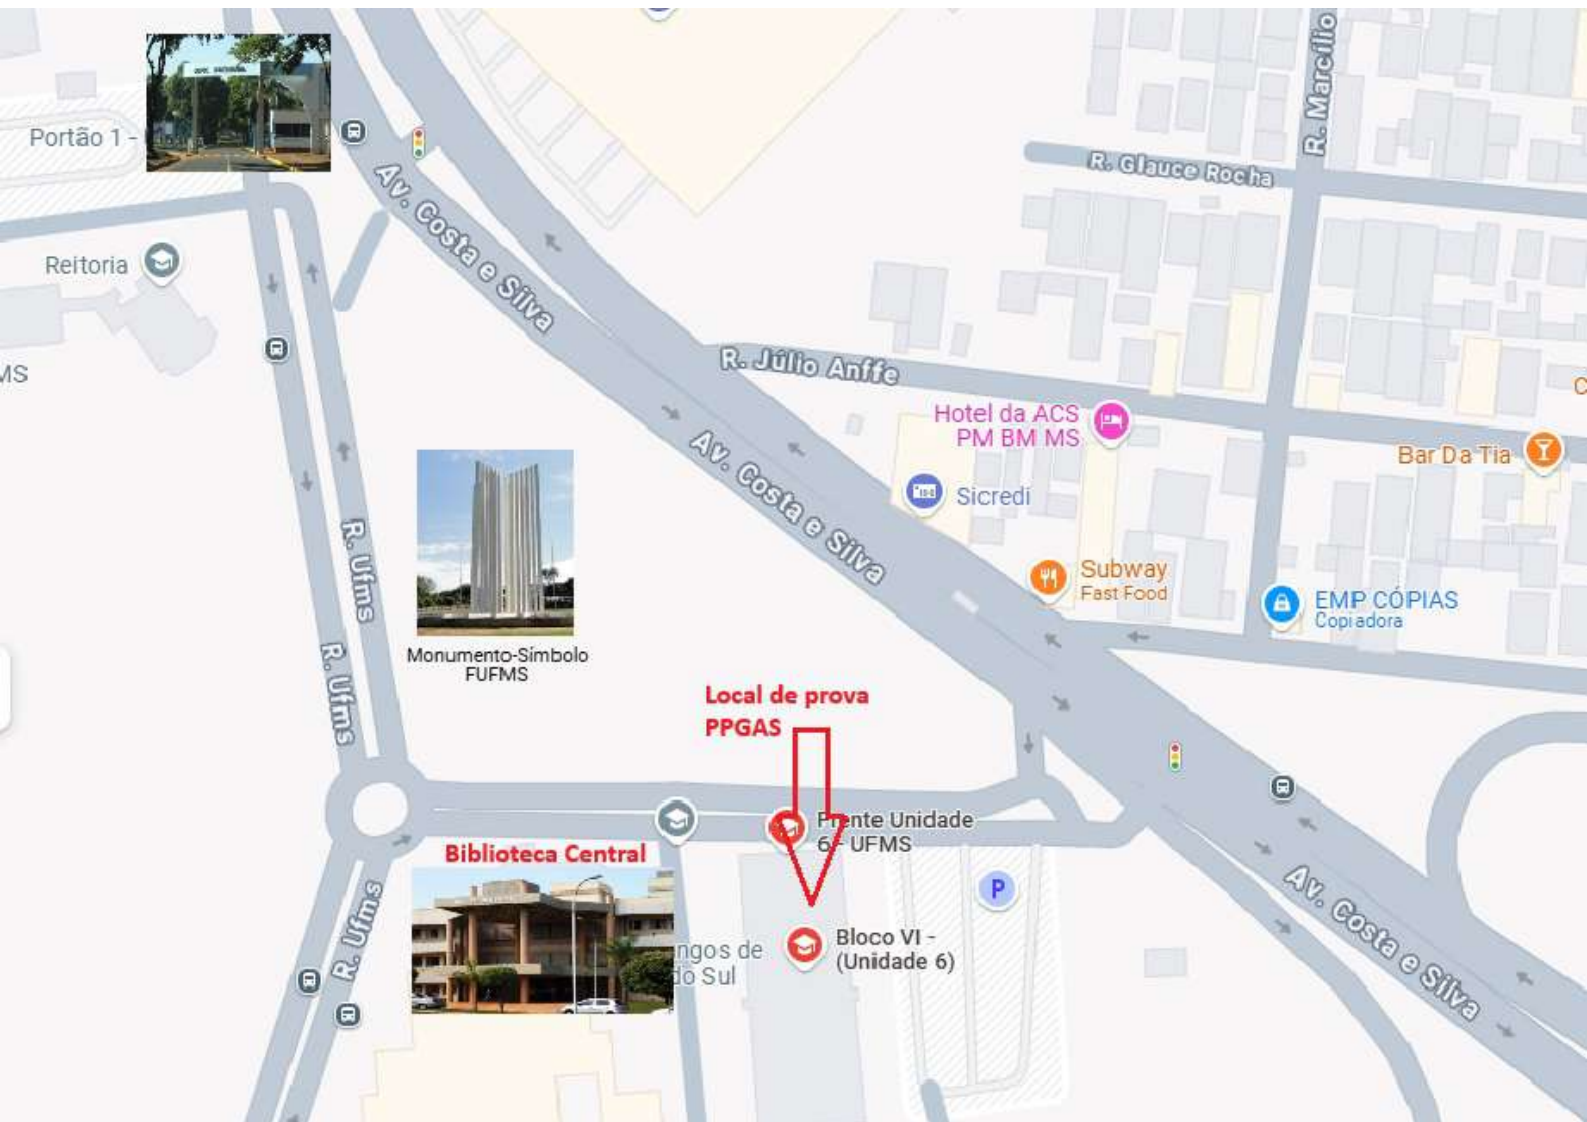 R. Marcílio
Portão 1 -
R. Glauce Rocha
Av. Costa e Silva
Reitoria
R. Júlio Anffe
MS
Hotel da ACS
PM BM MS
Bar Da Tia
Sicredi
Av. Costa e Silva
R. Ufms
Subway
Fast Food
EMP CÓPIAS
Copiadora
Monumento-Símbolo
FUFMS
R. Ufms
Local de prova
PPGAS
Frente Unidade
6 - UFMS
Biblioteca Central
P
R. Ufms
Av. Costa e Silva
ngos de
do Sul
Bloco VI -
(Unidade 6)